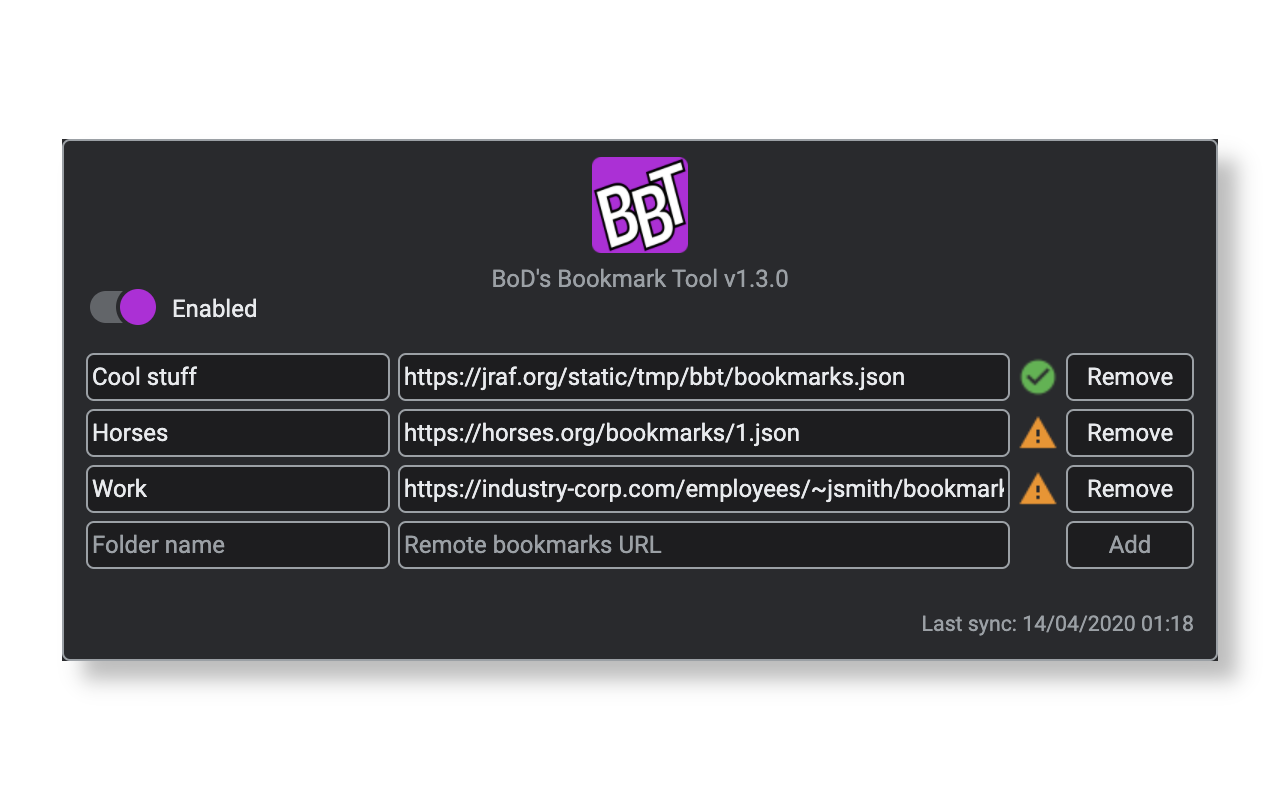 BBT
BoD's Bookmark Tool v1.3.0
Enabled
Cool stuff https://jraf.org/static/tmp/bbt/bookmarks.json Remove
Horses https://horses.org/bookmarks/1.json Remove
Work https://industry-corp.com/employees/~jsmith/bookmark Remove
Folder name Remote bookmarks URL Add
Last sync: 14/04/2020 01:18